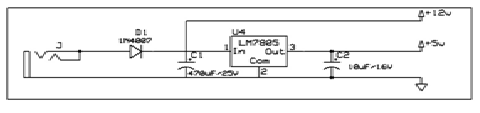 +12v
D1
U4
J
1N4007
1
LM7805
In Out
3
+5v
C1
Com
C2
470uF/25V
2
10uF/16V